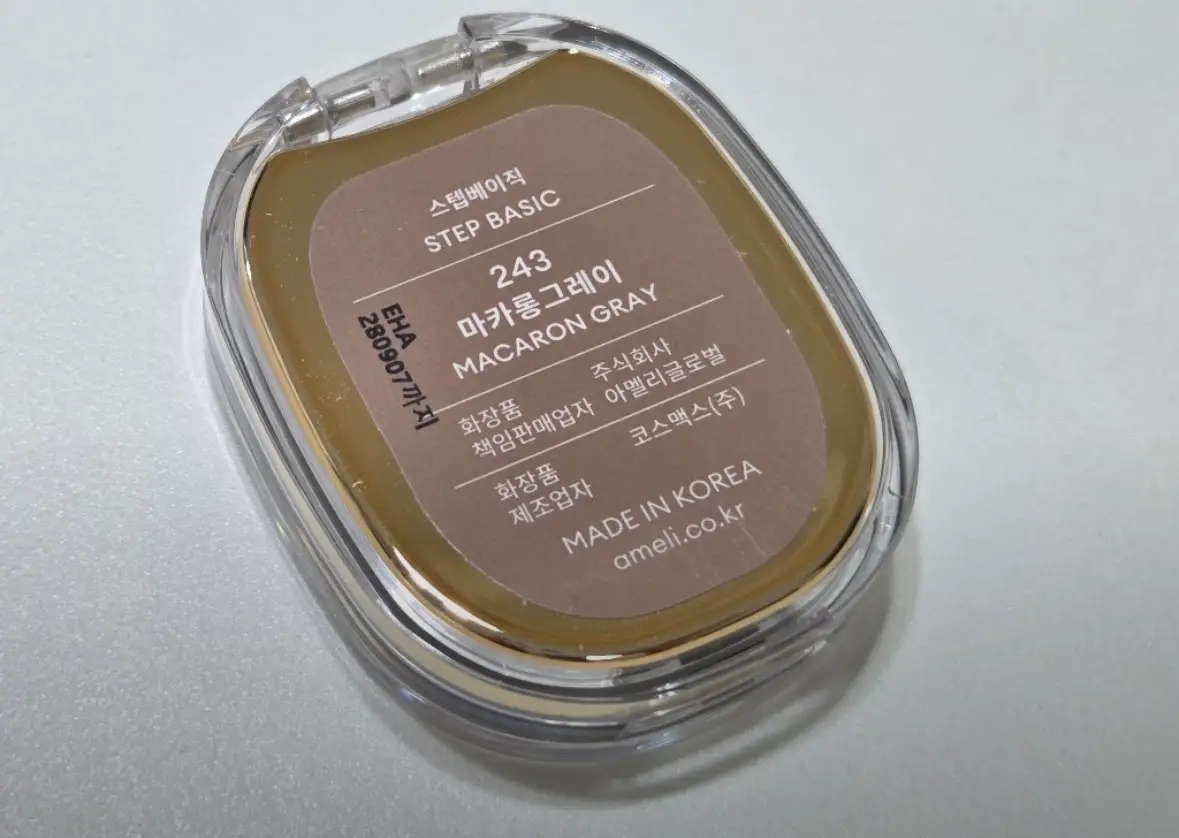 스텝베이직
STEP BASIC
243
마카롱그레이
MACARON GRAY
EHA
280907까지
화장품
책임판매업자
주식회사
아멜리글로벌
화장품
제조업자
코스맥스(주)
MADE IN KOREA
ameli.co.kr